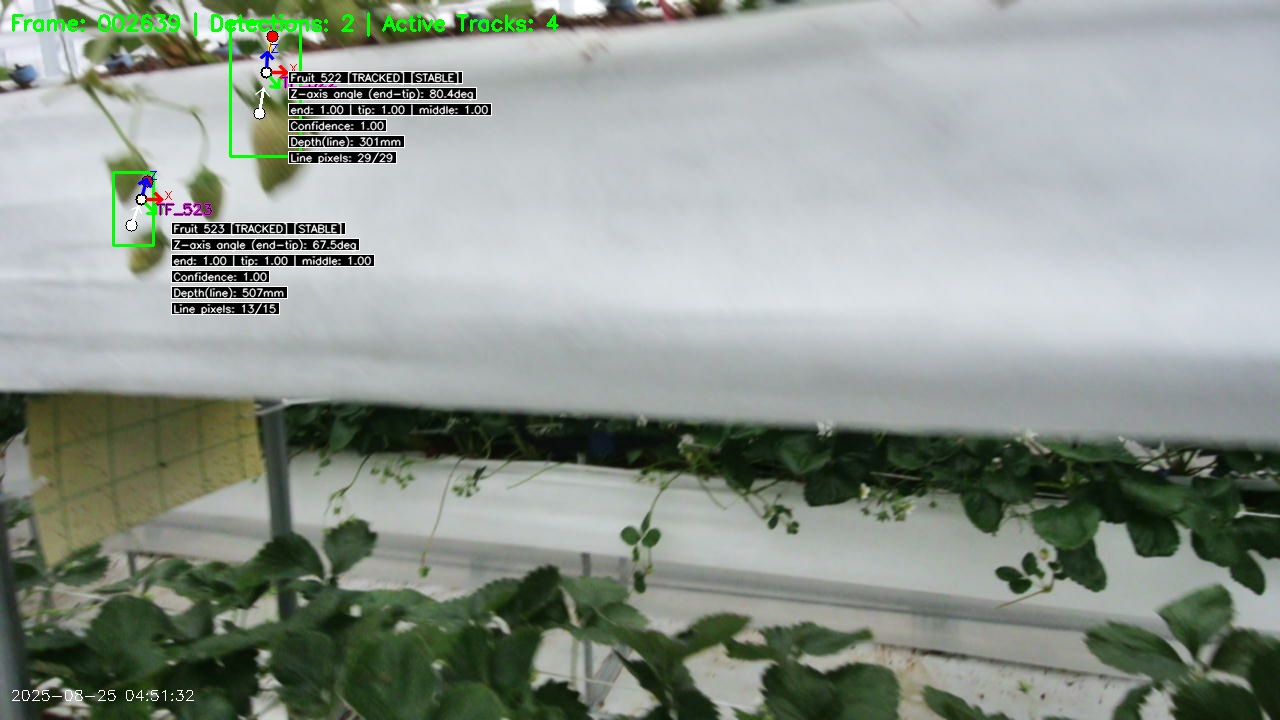 Frame: 002639 | Detections: 2 | Active Tracks: 4
Z
X
Fruit 522 [TRACKED] [STABLE]
Z-axis angle (end-tip): 80.4deg
end: 1.00 | tip: 1.00 | middle: 1.00
Confidence: 1.00
Depth(line): 301mm
Line pixels: 29/29
Z
X
TF_523
Fruit 523 [TRACKED] [STABLE]
Z-axis angle (end-tip): 67.5deg
end: 1.00 | tip: 1.00 | middle: 1.00
Confidence: 1.00
Depth(line): 507mm
Line pixels: 13/15
2025-08-25 04:51:32